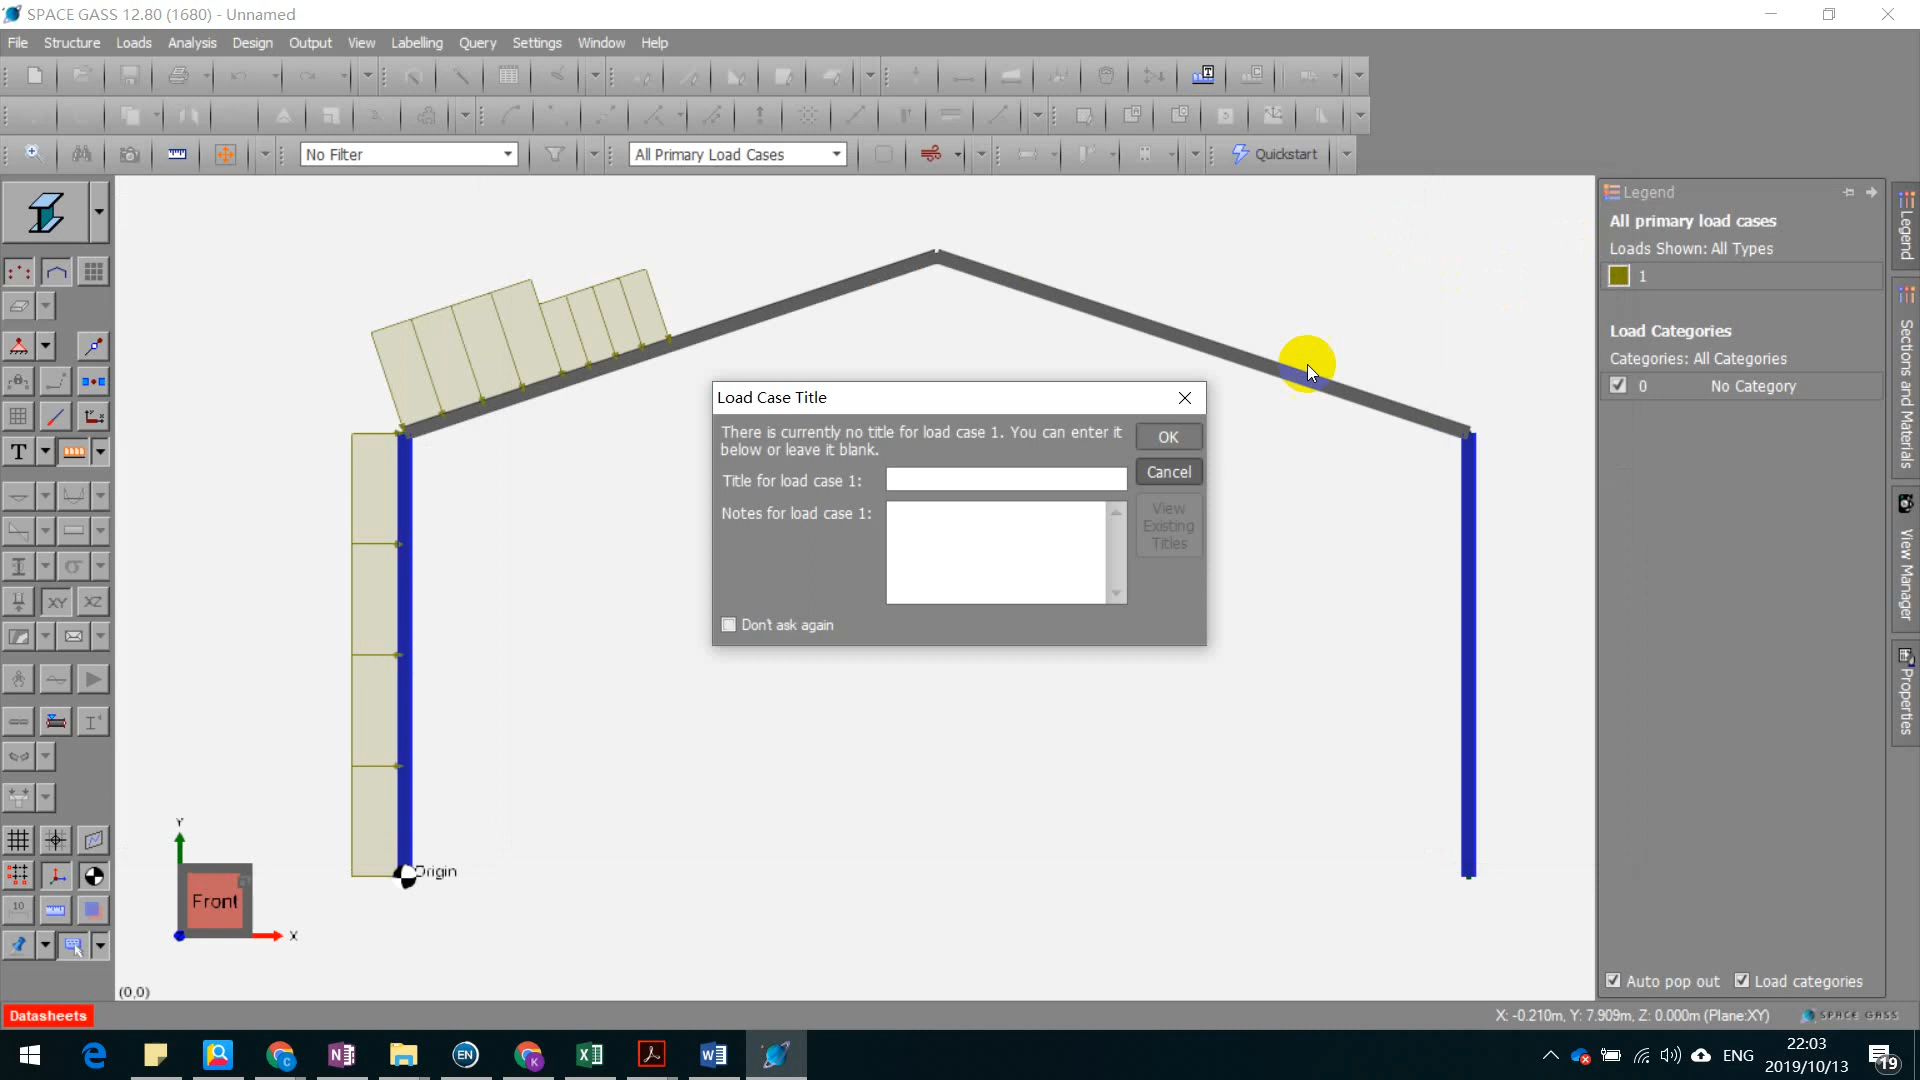 SPACE GASS 12.80 (1680) - Unnamed
File Structure Loads Analysis Design Output View Labelling Query Settings Window Help
No Filter All Primary Load Cases Quickstart
Legend
All primary load cases
Loads Shown: All Types
1
Load Categories
Categories: All Categories
0 No Category
Legend
Sections and Materials
View Manager
Properties
Load Case Title
There is currently no title for load case 1. You can enter it
below or leave it blank.
OK
Cancel
Title for load case 1:
View
Existing
Titles
Notes for load case 1:
Don't ask again
T
XY XZ
10
Y
Front
X
Origin
(0,0)
Auto pop out Load categories
Datasheets
X: -0.210m, Y: 7.909m, Z: 0.000m (Plane:XY) SPACE GASS
EN
ENG
22:03
2019/10/13
19